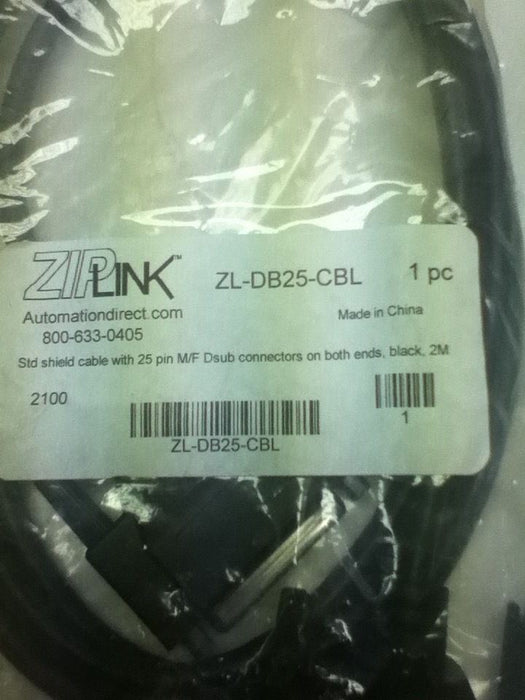 ZIPLINK™
ZL-DB25-CBL
1 pc
Automationdirect.com
Made in China
800-633-0405
Std shield cable with 25 pin M/F Dsub connectors on both ends, black, 2M
2100
ZL-DB25-CBL
1